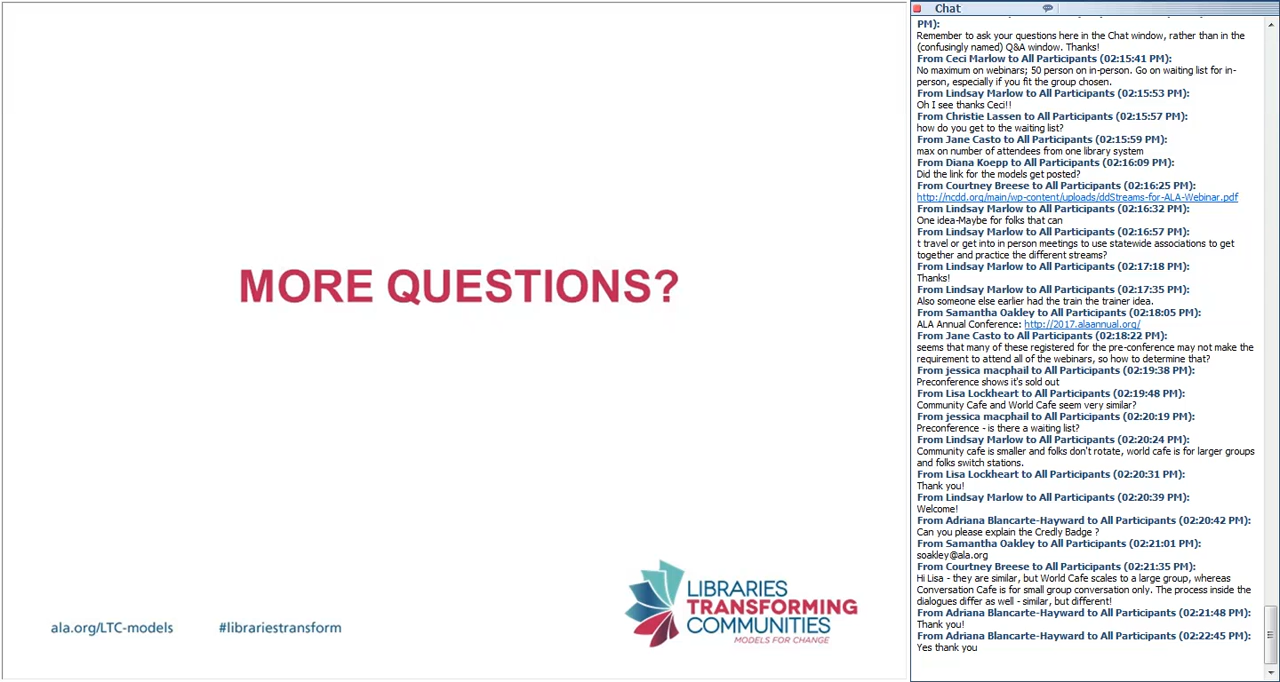 MORE QUESTIONS?
ala.org/LTC-models
#librariestransform
LIBRARIES
TRANSFORMING
COMMUNITIES
MODELS FOR CHANGE
Chat
PM):
Remember to ask your questions here in the Chat window, rather than in the
(confusingly named) Q&A window. Thanks!
From Ceci Marlow to All Participants (02:15:41 PM):
No maximum on webinars; 50 person on in-person. Go on waiting list for in-
person, especially if you fit the group chosen.
From Lindsay Marlow to All Participants (02:15:53 PM):
Oh I see thanks Ceci!!
From Christie Lassen to All Participants (02:15:57 PM):
how do you get to the waiting list?
From Jane Casto to All Participants (02:15:59 PM):
max on number of attendees from one library system
From Diana Koepp to All Participants (02:16:09 PM):
Did the link for the models get posted?
From Courtney Breese to All Participants (02:16:25 PM):
http://ncdd.org/main/wp-content/uploads/ddStreams-for-ALA-Webinar.pdf
From Lindsay Marlow to All Participants (02:16:32 PM):
One idea-Maybe for folks that can
From Lindsay Marlow to All Participants (02:16:57 PM):
t travel or get into in person meetings to use statewide associations to get
together and practice the different streams?
From Lindsay Marlow to All Participants (02:17:18 PM):
Thanks!
From Lindsay Marlow to All Participants (02:17:35 PM):
Also someone else earlier had the train the trainer idea.
From Samantha Oakley to All Participants (02:18:05 PM):
ALA Annual Conference: http://2017.alaannual.org/
From Jane Casto to All Participants (02:18:22 PM):
seems that many of these registered for the pre-conference may not make the
requirement to attend all of the webinars, so how to determine that?
From jessica macphail to All Participants (02:19:38 PM):
Preconference shows it's sold out
From Lisa Lockheart to All Participants (02:19:48 PM):
Community Cafe and World Cafe seem very similar?
From jessica macphail to All Participants (02:20:19 PM):
Preconference - is there a waiting list?
From Lindsay Marlow to All Participants (02:20:24 PM):
Community cafe is smaller and folks don't rotate, world cafe is for larger groups
and folks switch stations.
From Lisa Lockheart to All Participants (02:20:31 PM):
Thank you!
From Lindsay Marlow to All Participants (02:20:39 PM):
Welcome!
From Adriana Blancarte-Hayward to All Participants (02:20:42 PM):
Can you please explain the Credly Badge ?
From Samantha Oakley to All Participants (02:21:01 PM):
soakley@ala.org
From Courtney Breese to All Participants (02:21:35 PM):
Hi Lisa - they are similar, but World Cafe scales to a large group, whereas
Conversation Cafe is for small group conversation only. The process inside the
dialogues differ as well - similar, but different!
From Adriana Blancarte-Hayward to All Participants (02:21:48 PM):
Thank you!
From Adriana Blancarte-Hayward to All Participants (02:22:45 PM):
Yes thank you